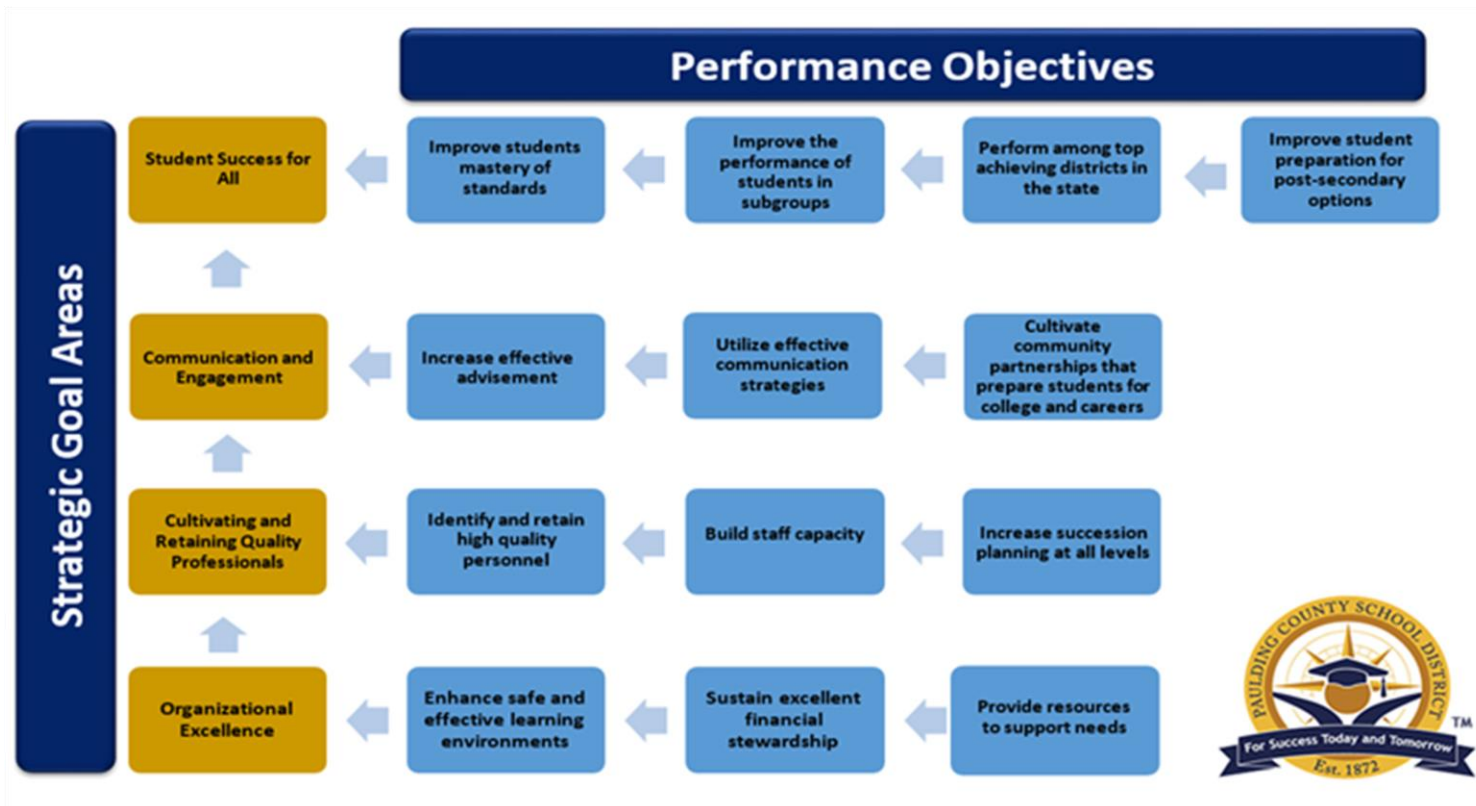 Performance Objectives
Strategic Goal Areas
Student Success for
All
Improve students
mastery of
standards
Improve the
performance of
students in
subgroups
Perform among top
achieving districts in
the state
Improve student
preparation for
post-secondary
options
Communication and
Engagement
Increase effective
advisement
Utilize effective
communication
strategies
Cultivate
community
partnerships that
prepare students for
college and careers
Cultivating and
Retaining Quality
Professionals
Identify and retain
high quality
personnel
Build staff capacity
Increase succession
planning at all levels
Organizational
Excellence
Enhance safe and
effective learning
environments
Sustain excellent
financial
stewardship
Provide resources
to support needs
PAULDING COUNTY SCHOOL DISTRICT
TM
For Success Today and Tomorrow
Est. 1872